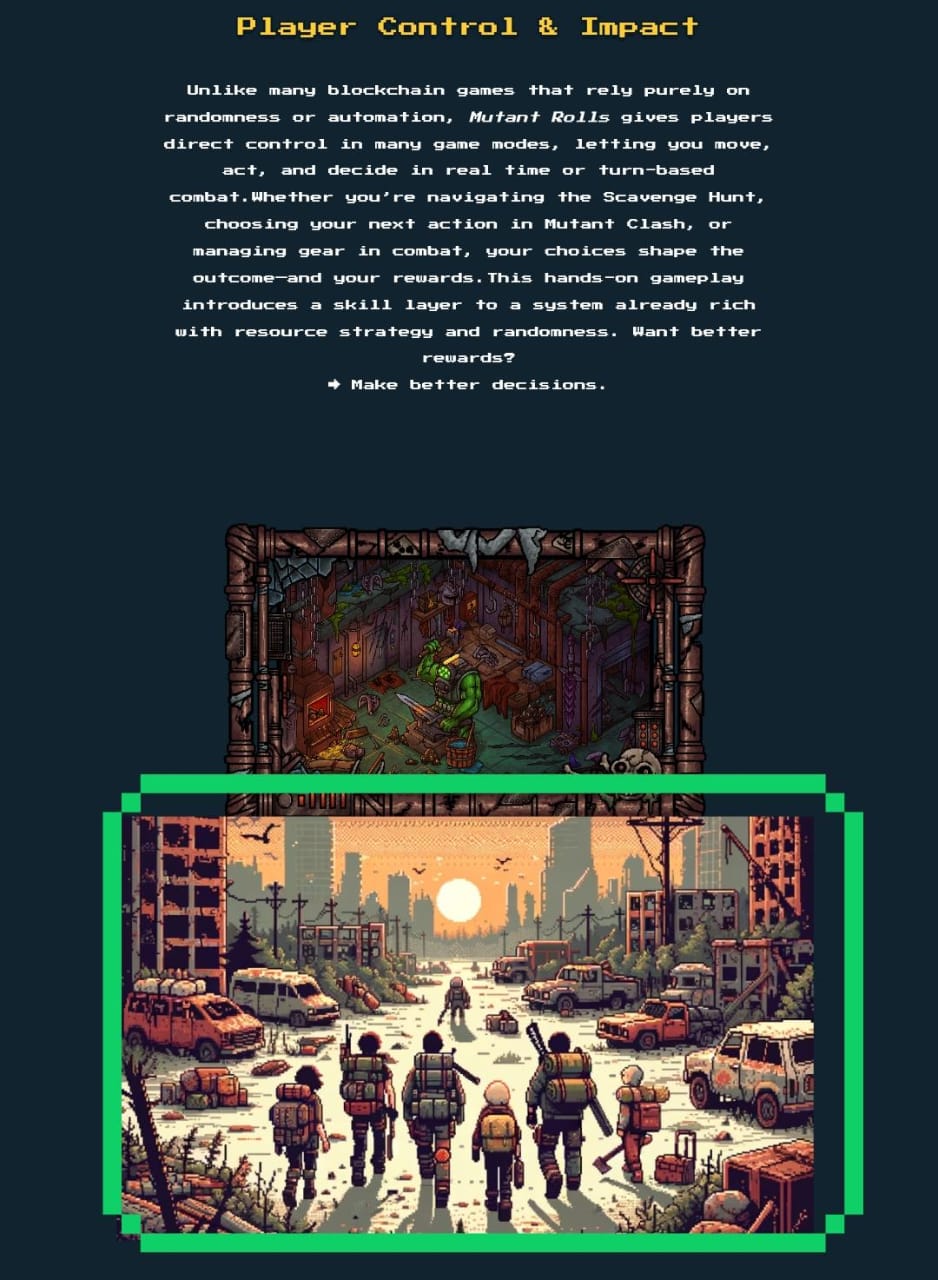 Player Control & Impact
Unlike many blockchain games that rely purely on
randomness or automation, Mutant Rolls gives players
direct control in many game modes, letting you move,
act, and decide in real time or turn-based
combat.Whether you’re navigating the Scavenge Hunt,
choosing your next action in Mutant Clash, or
managing gear in combat, your choices shape the
outcome—and your rewards.This hands-on gameplay
introduces a skill layer to a system already rich
with resource strategy and randomness. Want better
rewards?
→ Make better decisions.